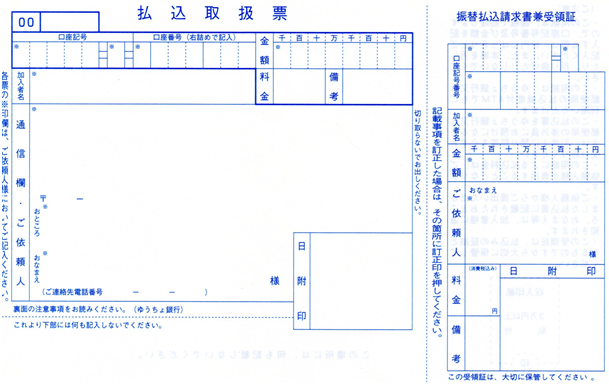 払込取扱票
00
口座記号
口座番号（右詰めで記入）
金額
千 百 十 万 千 百 十 円
※
※
※
加入者名
※
料金
備考
通信欄・ご依頼人
※
〒　－
※
おところ
おなまえ
様
（ご連絡先電話番号　－　－　）
日附印
裏面の注意事項をお読みください。（ゆうちょ銀行）
これより下部には何も記入しないでください。
各票の※印欄は、ご依頼人様においてご記入ください。
切り取らないでお出しください。
記載事項を訂正した場合は、その箇所に訂正印を押してください。
振替払込請求書兼受領証
口座記号番号
※
※
加入者名
※
金額
千 百 十 万 千 百 十 円
※
ご依頼人
おなまえ
※
様
料金
（消費税込み）
円
日附印
備考
この受領証は、大切に保管してください。